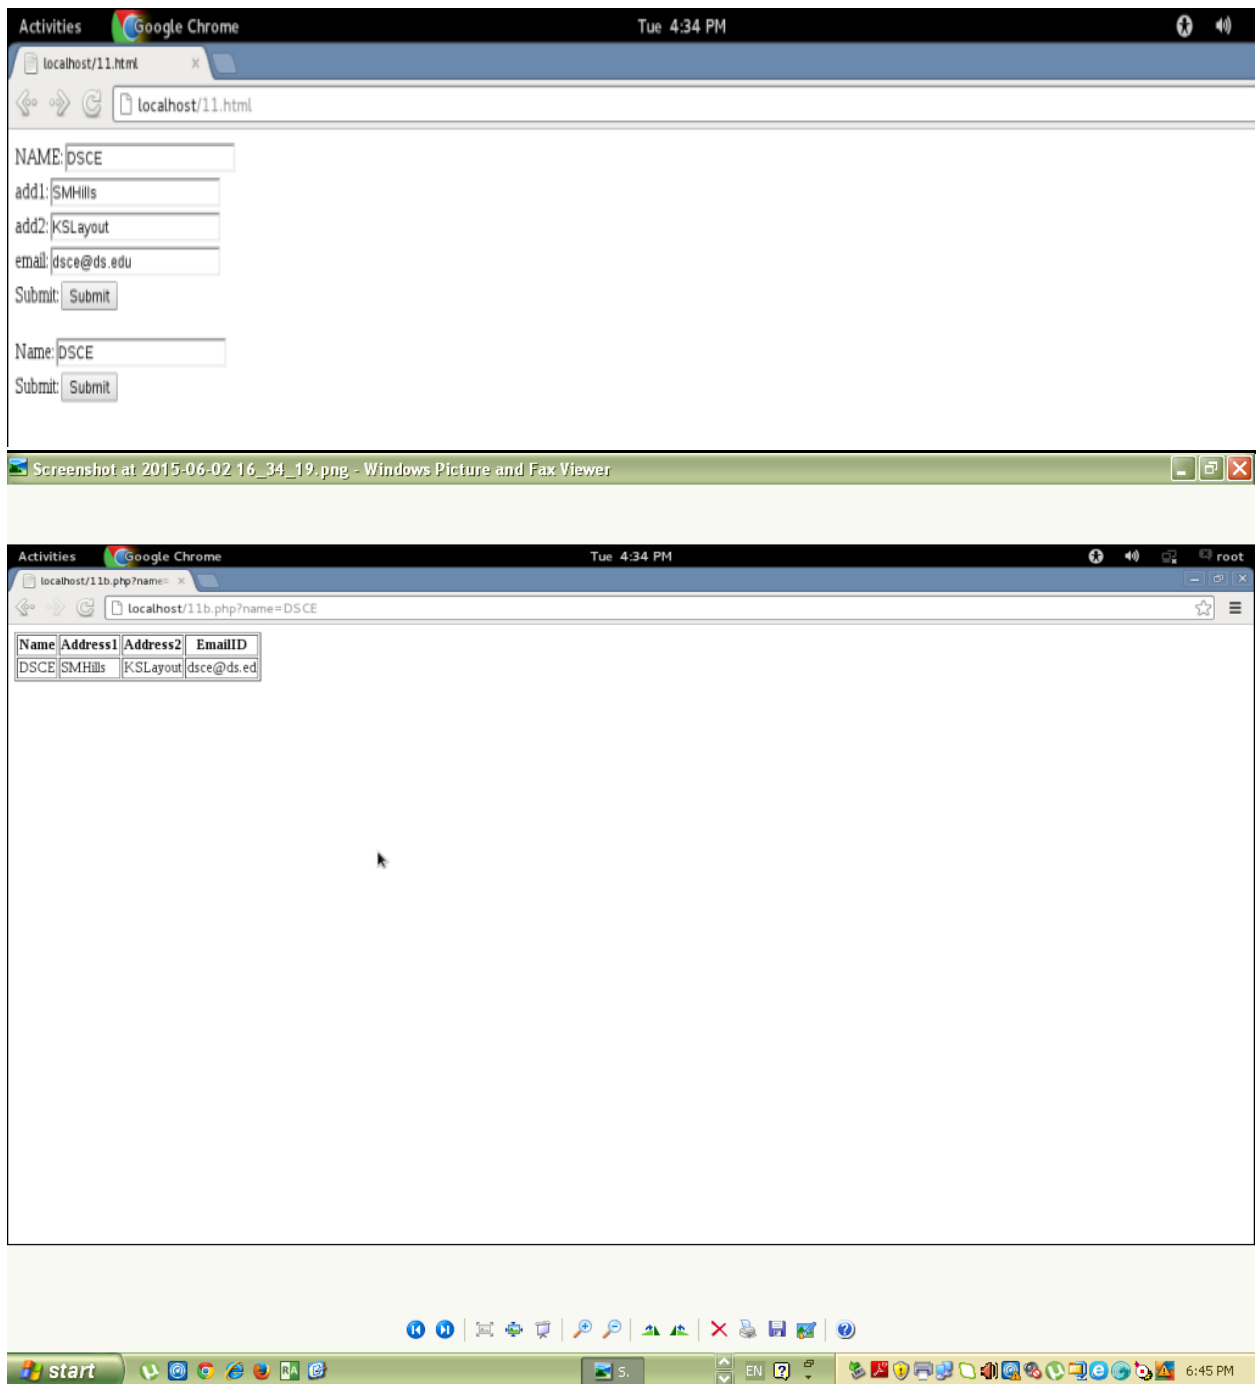 Activities Google Chrome Tue 4:34 PM
localhost/11.html
localhost/11.html
NAME: DSCE
add1: SMHills
add2: KSLayout
email: dsce@ds.edu
Submit: Submit
Name: DSCE
Submit: Submit
Screenshot at 2015-06-02 16_34_19.png - Windows Picture and Fax Viewer
Activities Google Chrome Tue 4:34 PM root
localhost/11b.php?name=
localhost/11b.php?name=DSCE
Name Address1 Address2 EmailID
DSCE SMHills KSLayout dsce@ds.ed
start RA S. EN 6:45 PM